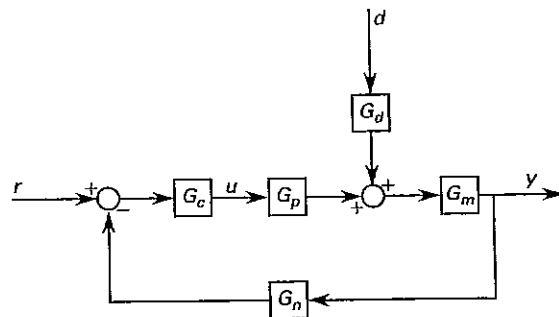 d
G_d
r + − G_c u G_p + + G_m y
G_n